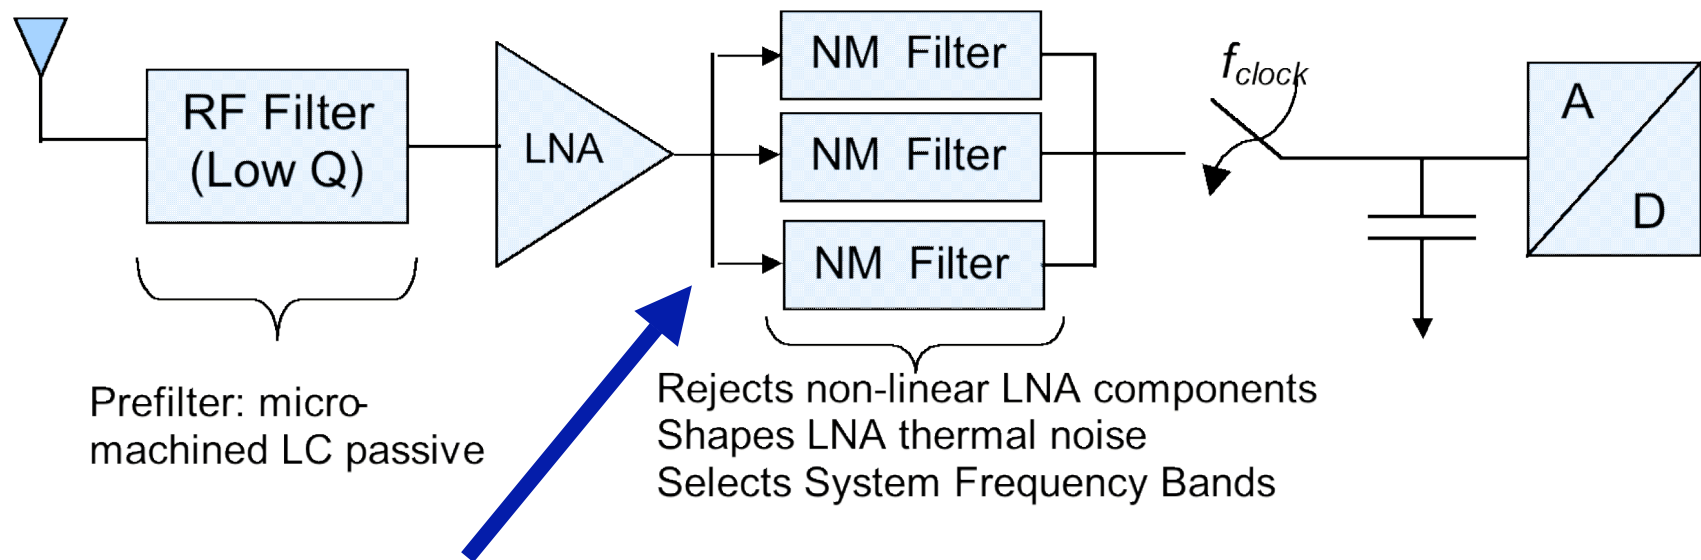 NM Filter
f_clock
RF Filter
(Low Q)
A
LNA
NM Filter
D
NM Filter
Prefilter: micro-
machined LC passive
Rejects non-linear LNA components
Shapes LNA thermal noise
Selects System Frequency Bands